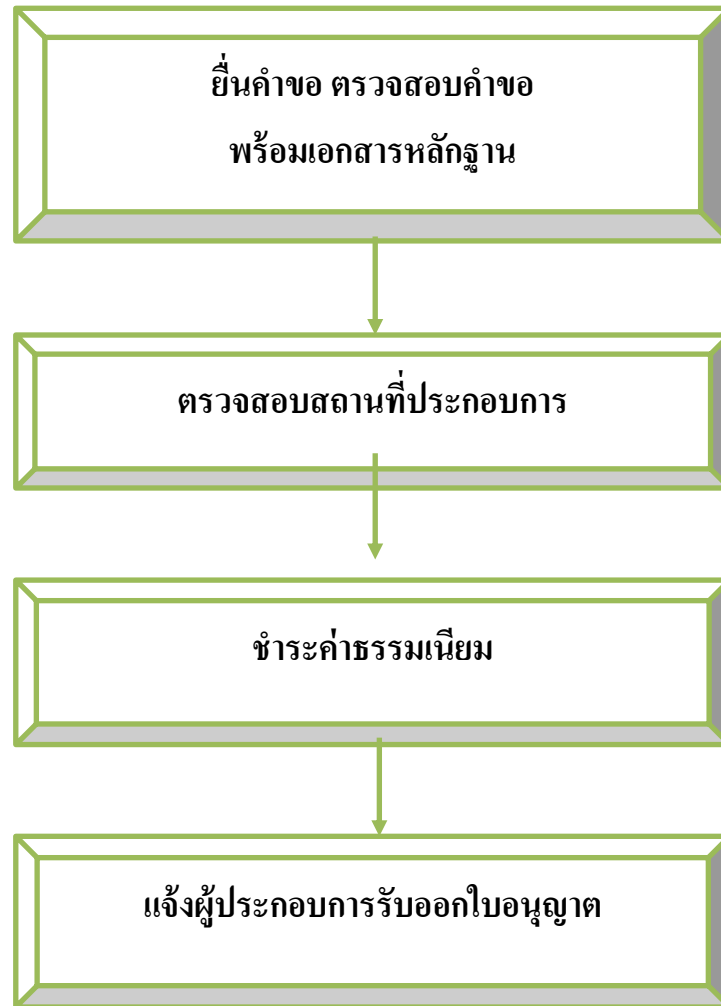 ยื่นคำขอ ตรวจสอบคำขอ
พร้อมเอกสารหลักฐาน
ตรวจสอบสถานที่ประกอบการ
ชำระค่าธรรมเนียม
แจ้งผู้ประกอบการรับออกใบอนุญาต